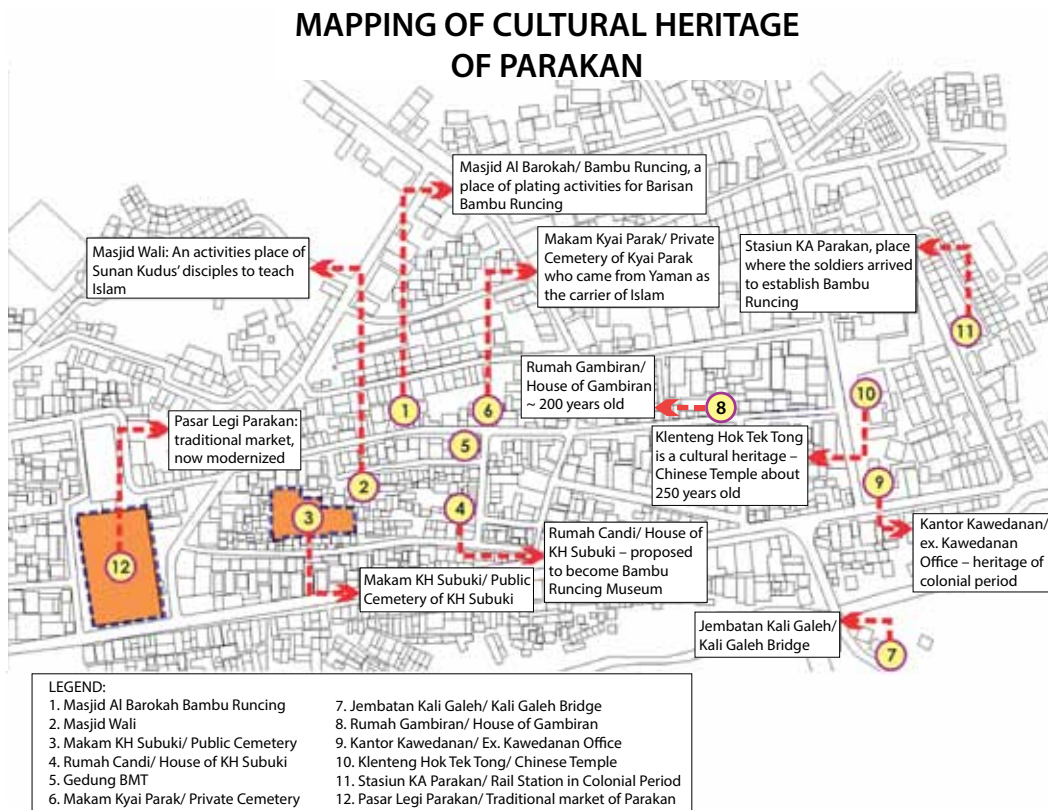 MAPPING OF CULTURAL HERITAGE
OF PARAKAN
Masjid Al Barokah/ Bambu Runcing, a
place of plating activities for Barisan
Bambu Runcing
Masjid Wali: An activities place of
Sunan Kudus' disciples to teach
Islam
Makam Kyai Parak/ Private
Cemetery of Kyai Parak
who came from Yaman as
the carrier of Islam
Stasiun KA Parakan, place
where the soldiers arrived
to establish Bambu
Runcing
11
Rumah Gambiran/
House of Gambiran
~ 200 years old
10
1
6
8
Pasar Legi Parakan:
traditional market,
now modernized
5
Klenteng Hok Tek Tong
is a cultural heritage –
Chinese Temple about
250 years old
2
9
3
4
12
Kantor Kawedanan/
ex. Kawedanan
Office – heritage of
colonial period
Rumah Candi/ House of
KH Subuki – proposed
to become Bambu
Runcing Museum
Makam KH Subuki/ Public
Cemetery of KH Subuki
Jembatan Kali Galeh/
Kali Galeh Bridge
7
LEGEND:
1. Masjid Al Barokah Bambu Runcing
2. Masjid Wali
3. Makam KH Subuki/ Public Cemetery
4. Rumah Candi/ House of KH Subuki
5. Gedung BMT
6. Makam Kyai Parak/ Private Cemetery
7. Jembatan Kali Galeh/ Kali Galeh Bridge
8. Rumah Gambiran/ House of Gambiran
9. Kantor Kawedanan/ Ex. Kawedanan Office
10. Klenteng Hok Tek Tong/ Chinese Temple
11. Stasiun KA Parakan/ Rail Station in Colonial Period
12. Pasar Legi Parakan/ Traditional market of Parakan